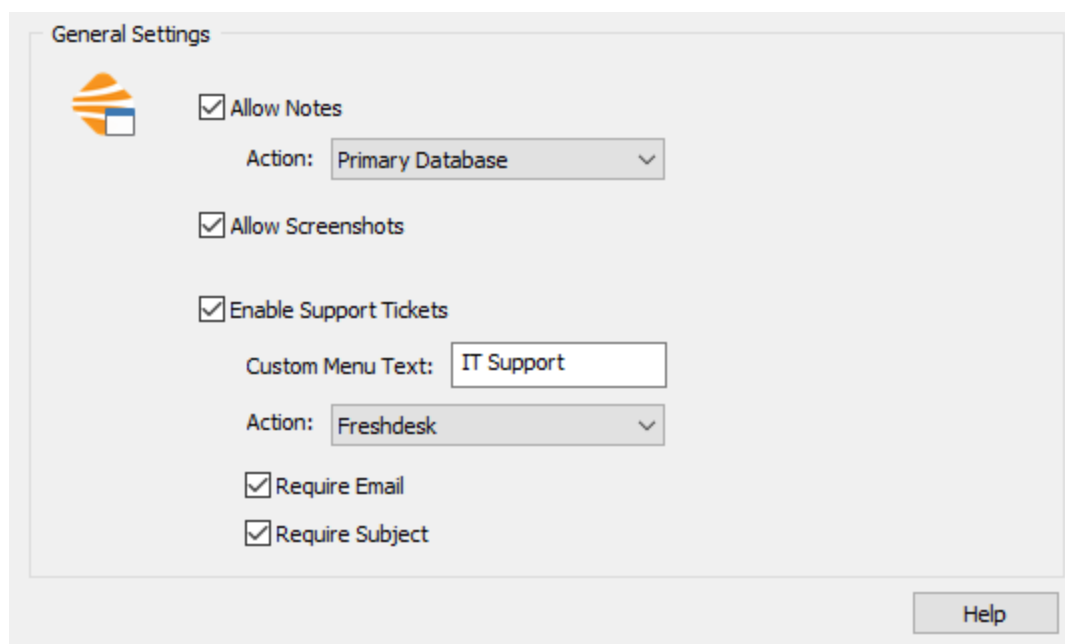 General Settings
Allow Notes
Action: Primary Database
Allow Screenshots
Enable Support Tickets
Custom Menu Text: IT Support
Action: Freshdesk
Require Email
Require Subject
Help